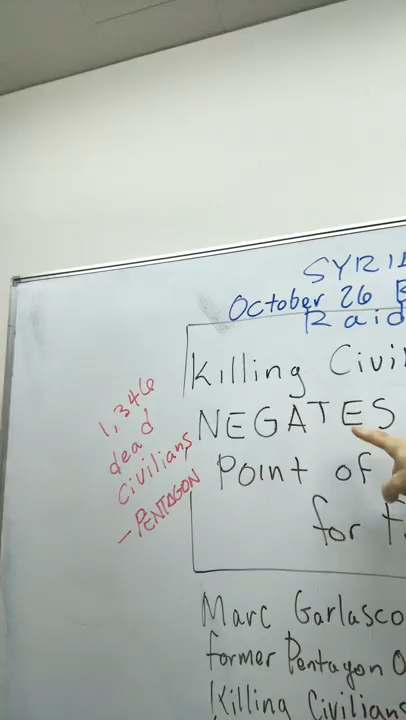 SYRIA
October 26
Raid
Killing Civi
NEGATES
Point of
for
1,346
dead
civilians
- PENTAGON
Marc Garlasco
former Pentagon O
Killing Civilians